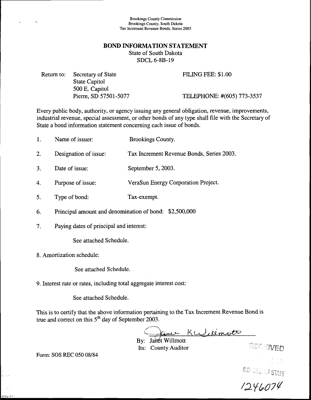 Brookings County Commission
Brookings County, South Dakota
Tax Increment Revenue Bonds, Series 2003
BOND INFORMATION STATEMENT
State of South Dakota
SDCL 6-8B-19
Return to: Secretary of State FILING FEE: $1.00
State Capitol
500 E. Capitol
Pierre, SD 57501-5077 TELEPHONE: #(605) 773-3537
Every public body, authority, or agency issuing any general obligation, revenue, improvements,
industrial revenue, special assessment, or other bonds of any type shall file with the Secretary of
State a bond information statement concerning each issue of bonds.
1. Name of issuer: Brookings County.
2. Designation of issue: Tax Increment Revenue Bonds, Series 2003.
3. Date of issue: September 5, 2003.
4. Purpose of issue: VeraSun Energy Corporation Project.
5. Type of bond: Tax-exempt.
6. Principal amount and denomination of bond: $2,500,000
7. Paying dates of principal and interest:
See attached Schedule.
8. Amortization schedule:
See attached Schedule.
9. Interest rate or rates, including total aggregate interest cost:
See attached Schedule.
This is to certify that the above information pertaining to the Tax Increment Revenue Bond is
true and correct on this 5th day of September 2003.
By: Janet Willmott
Its: County Auditor
RECEIVED
Form: SOS REC 050 08/84
1246074